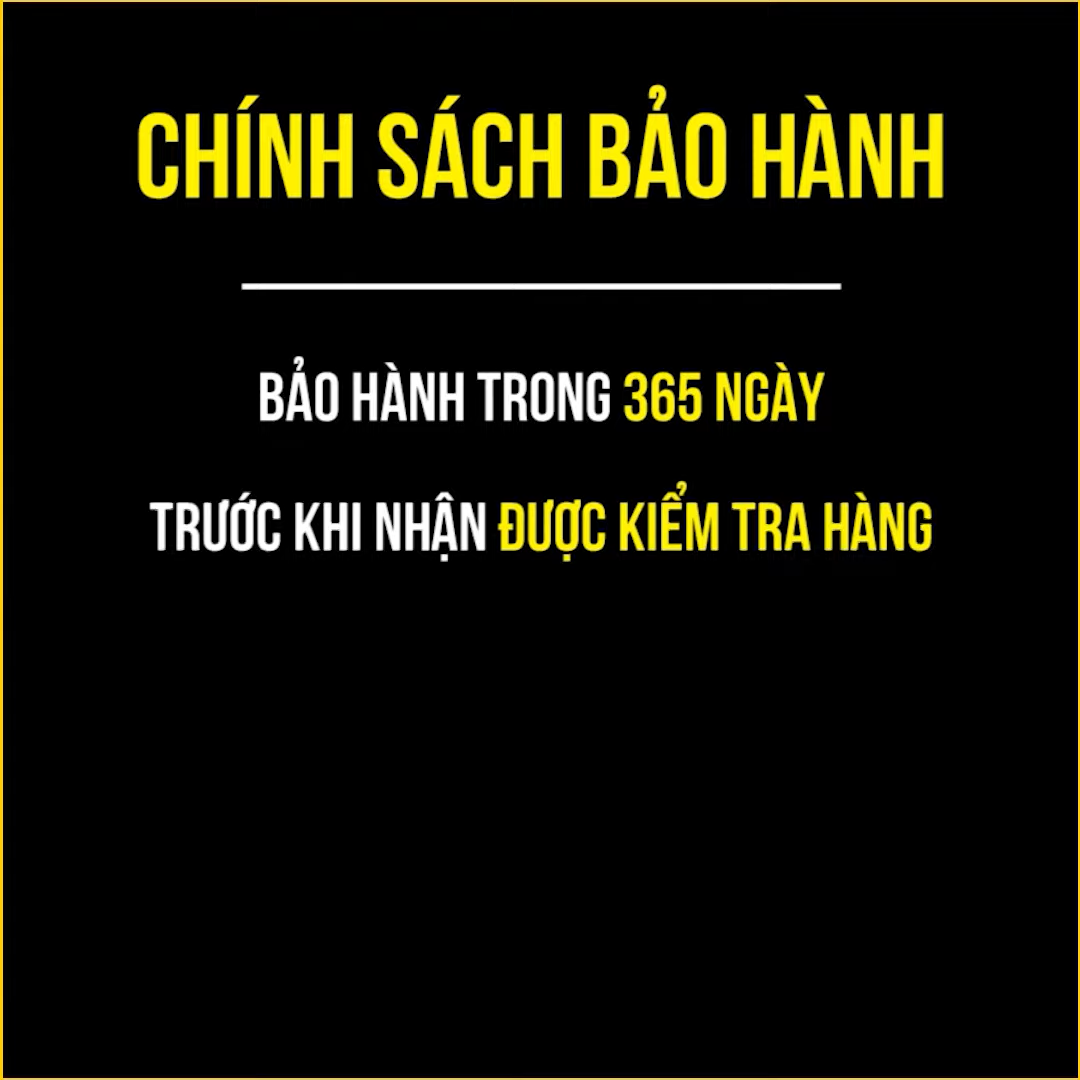 CHÍNH SÁCH BẢO HÀNH
BẢO HÀNH TRONG 365 NGÀY
TRƯỚC KHI NHẬN ĐƯỢC KIỂM TRA HÀNG